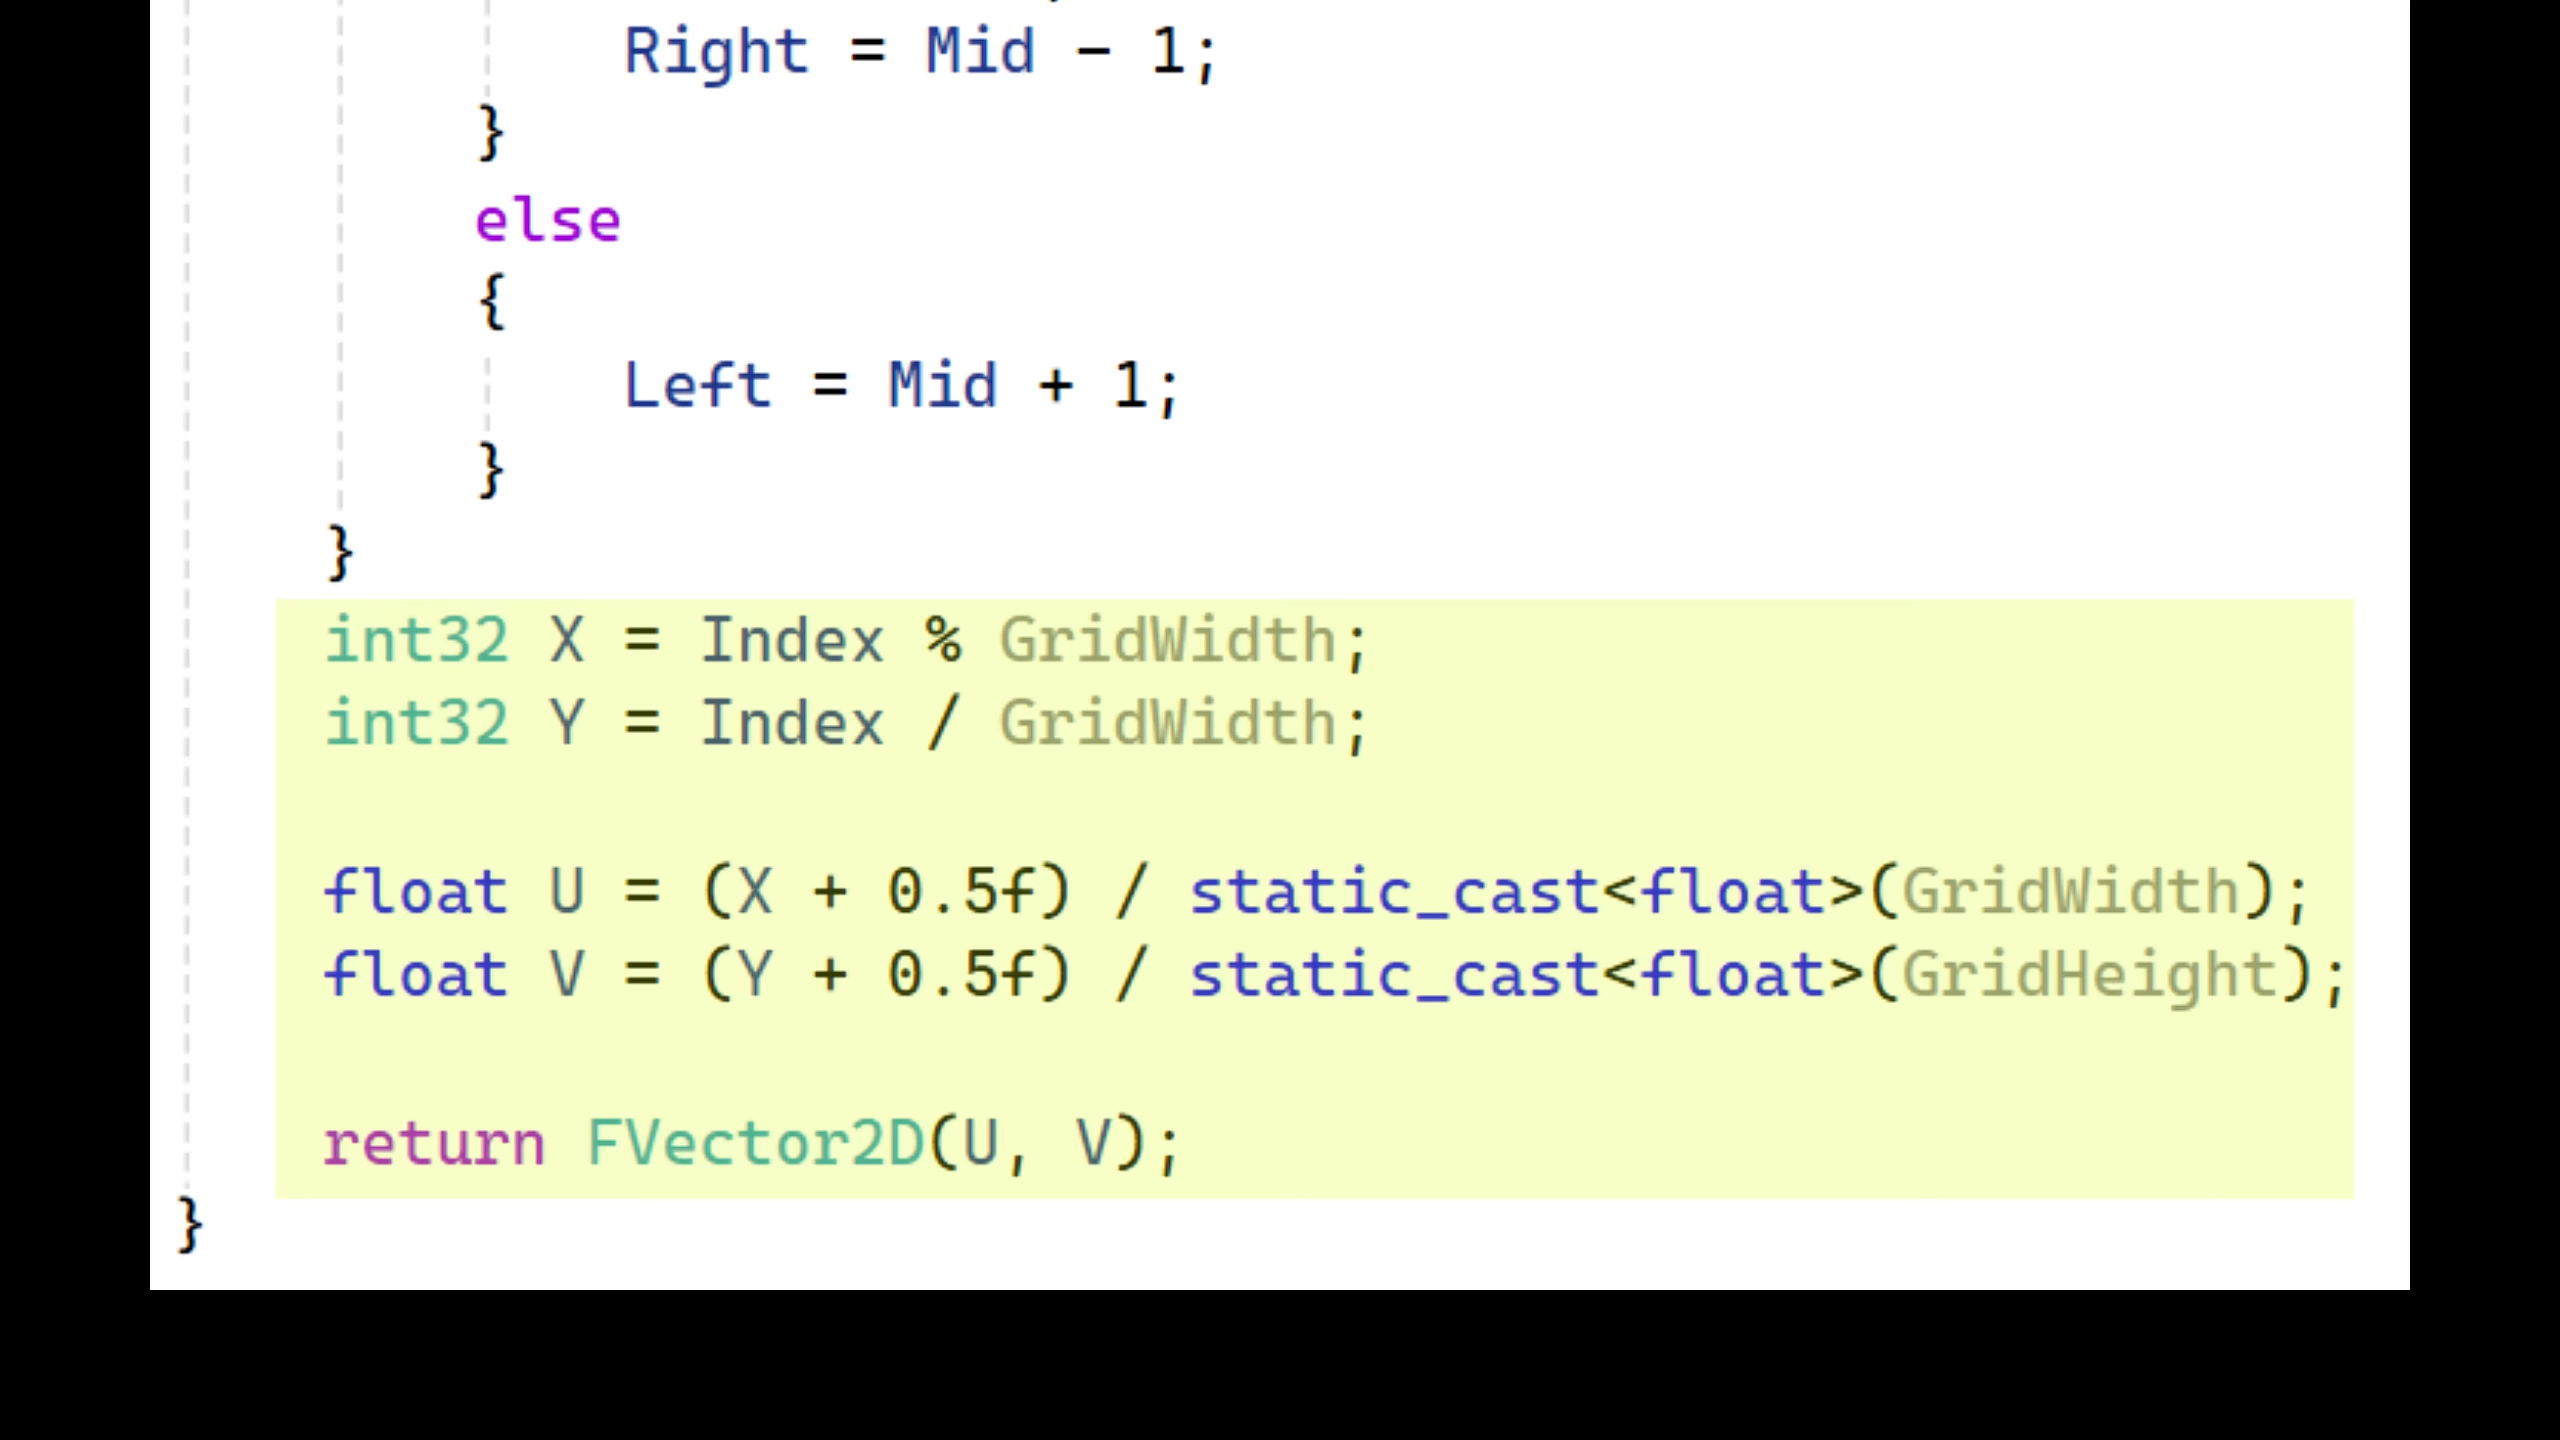 Right = Mid - 1;
}
else
{
Left = Mid + 1;
}
}
int32 X = Index % GridWidth;
int32 Y = Index / GridWidth;
float U = (X + 0.5f) / static_cast<float>(GridWidth);
float V = (Y + 0.5f) / static_cast<float>(GridHeight);
return FVector2D(U, V);
}